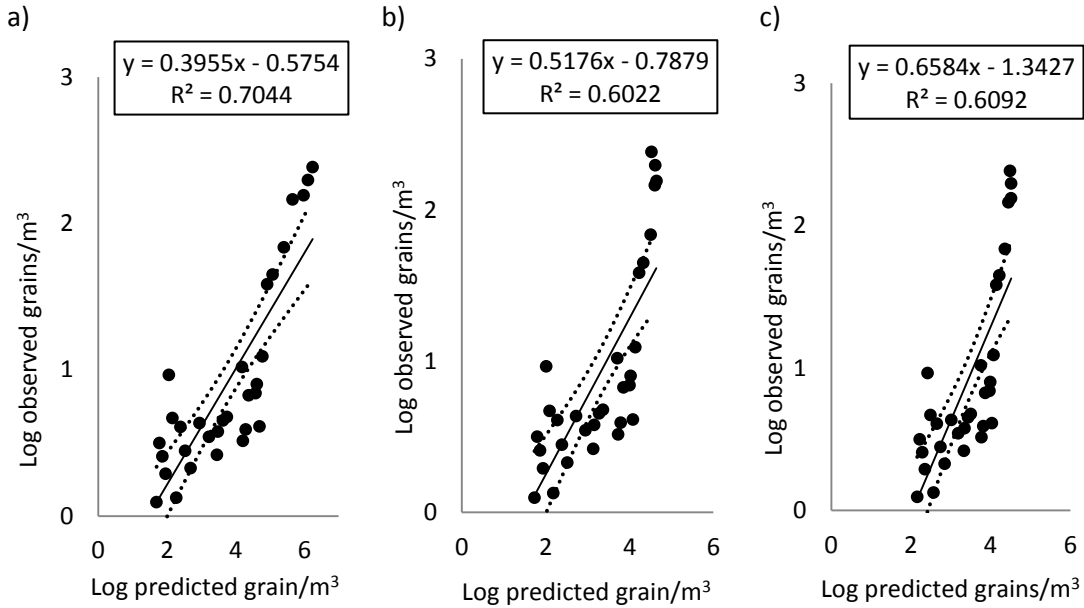 a)
y = 0.3955x - 0.5754
R² = 0.7044
3
2
1
0
0 2 4 6
Log observed grains/m³
Log predicted grain/m³
b)
y = 0.5176x - 0.7879
R² = 0.6022
3
2
1
0
0 2 4 6
Log observed grains/m³
Log predicted grain/m³
c)
y = 0.6584x - 1.3427
R² = 0.6092
3
2
1
0
0 2 4 6
Log observed grains/m³
Log predicted grains/m³